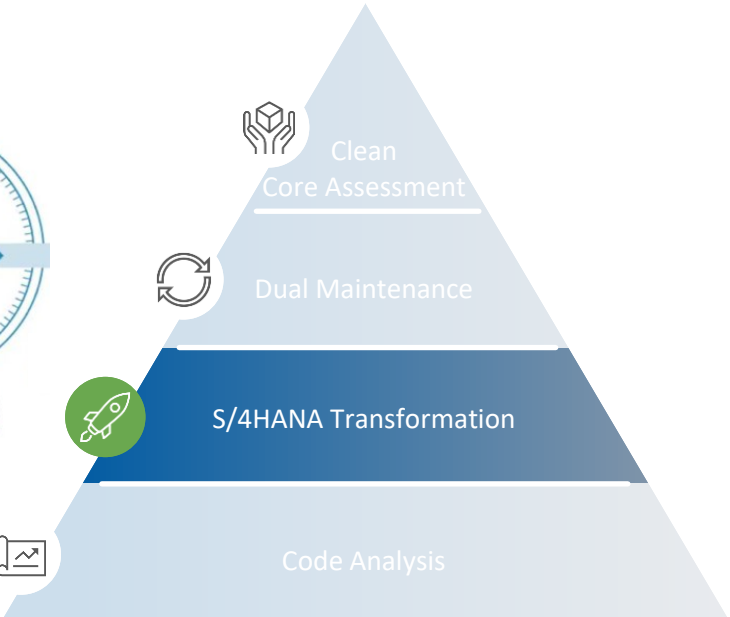 Clean
Core Assessment
Dual Maintenance
S/4HANA Transformation
Code Analysis